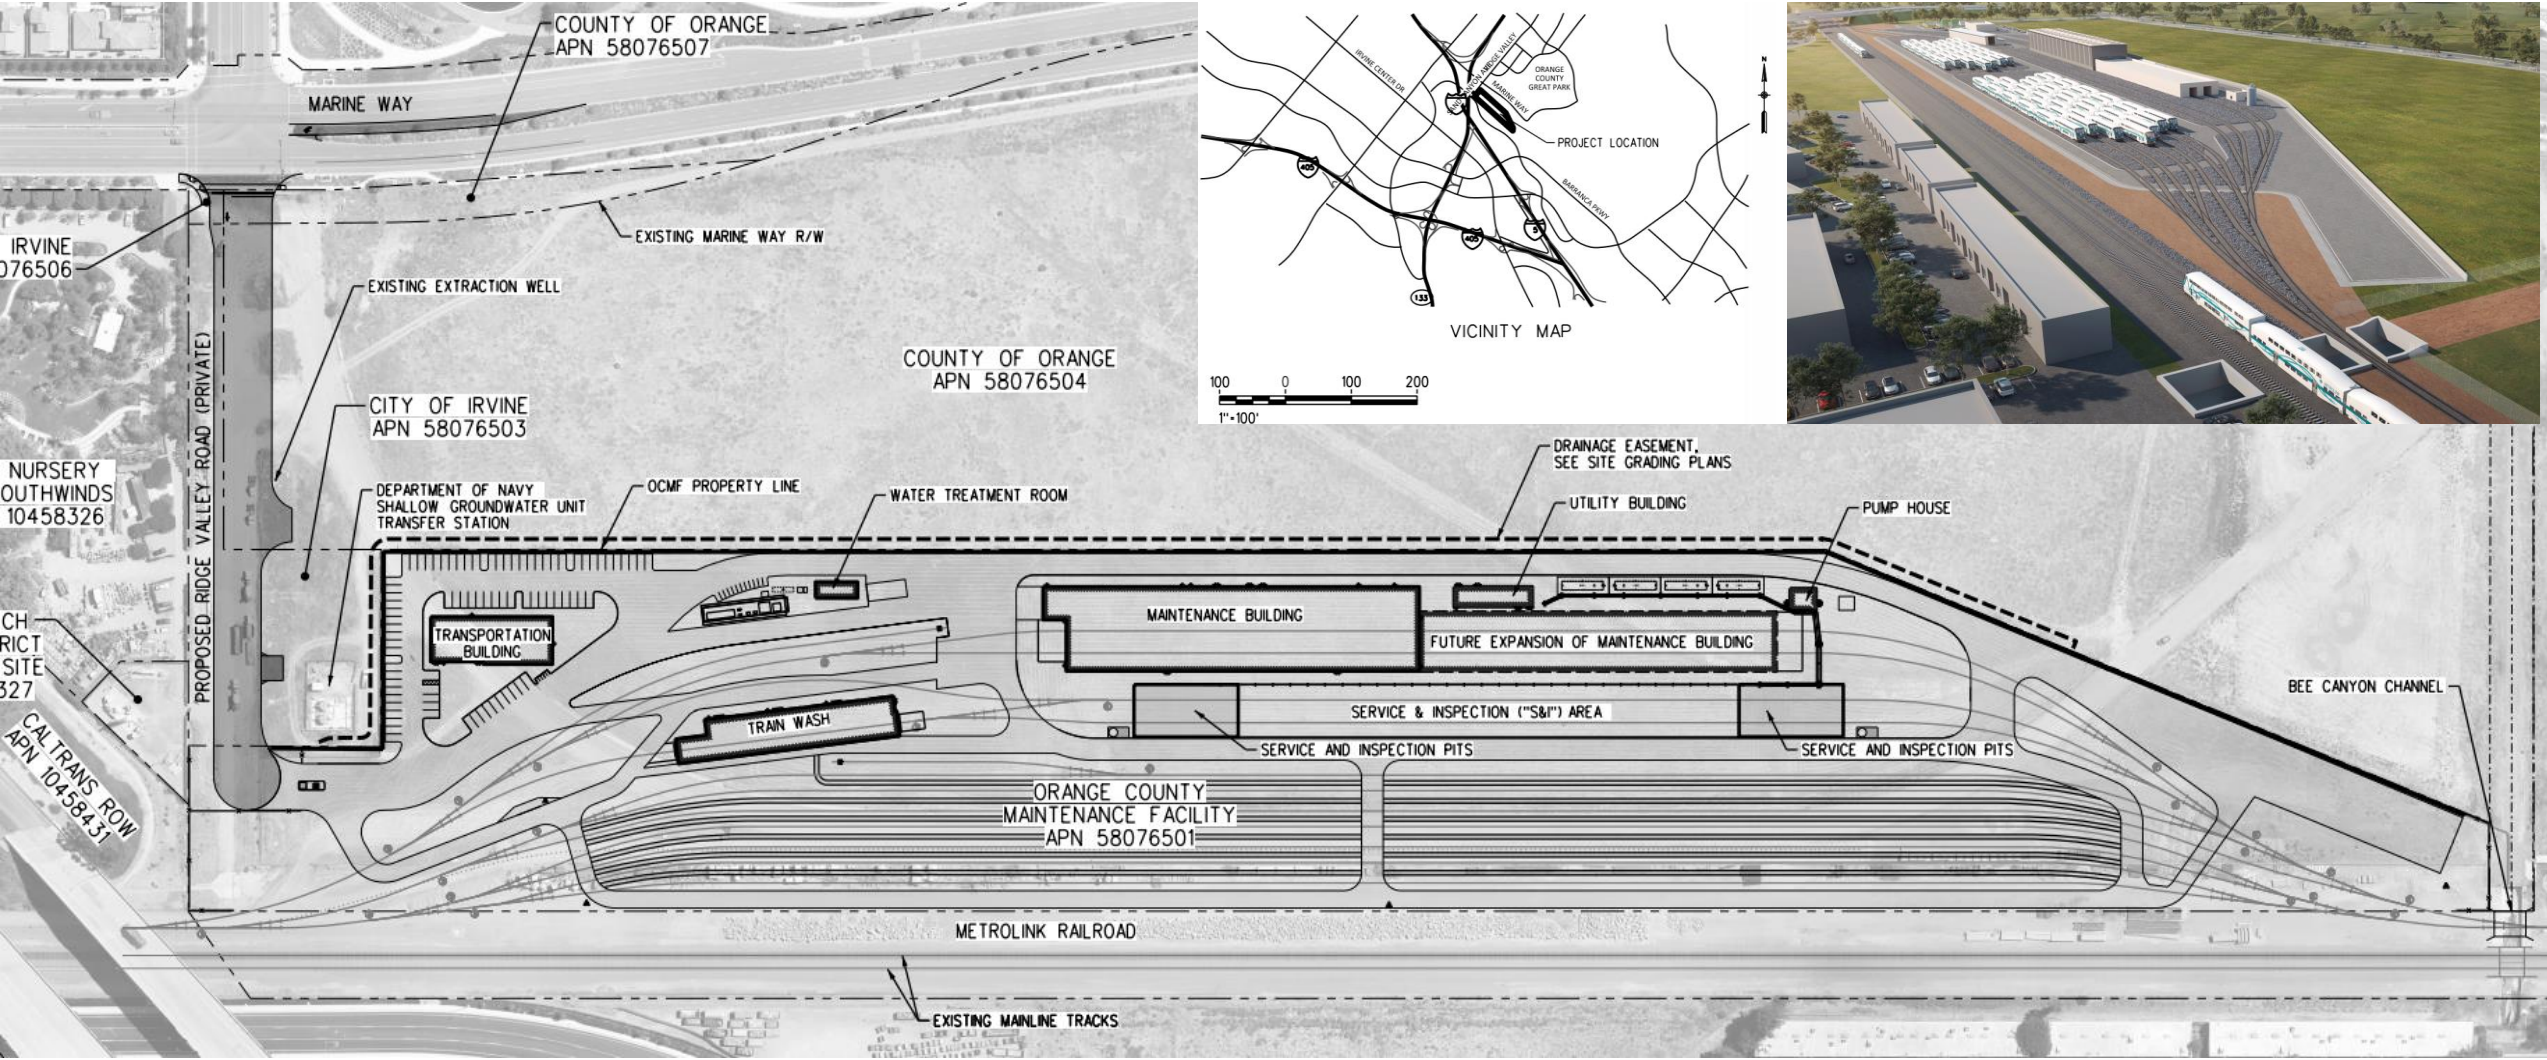 COUNTY OF ORANGE
APN 58076507
MARINE WAY
IRVINE
076506
EXISTING MARINE WAY R/W
EXISTING EXTRACTION WELL
PROPOSED RIDGE VALLEY ROAD (PRIVATE)
COUNTY OF ORANGE
APN 58076504
CITY OF IRVINE
APN 58076503
NURSERY
OUTHWINDS
10458326
DEPARTMENT OF NAVY
SHALLOW GROUNDWATER UNIT
TRANSFER STATION
OCMF PROPERTY LINE
WATER TREATMENT ROOM
IRVINE CENTER DR
RIDGE VALLEY
ORANGE
COUNTY
GREAT PARK
MARINE WAY
N
PROJECT LOCATION
405
BARRANCA PKWY
405
5
133
VICINITY MAP
100 0 100 200
1"=100'
DRAINAGE EASEMENT,
SEE SITE GRADING PLANS
UTILITY BUILDING
PUMP HOUSE
TRANSPORTATION
BUILDING
MAINTENANCE BUILDING
FUTURE EXPANSION OF MAINTENANCE BUILDING
CH
RICT
SITE
327
CALTRANS ROW
APN 10458431
TRAIN WASH
SERVICE & INSPECTION ("S&I") AREA
SERVICE AND INSPECTION PITS
SERVICE AND INSPECTION PITS
BEE CANYON CHANNEL
ORANGE COUNTY
MAINTENANCE FACILITY
APN 58076501
METROLINK RAILROAD
EXISTING MAINLINE TRACKS